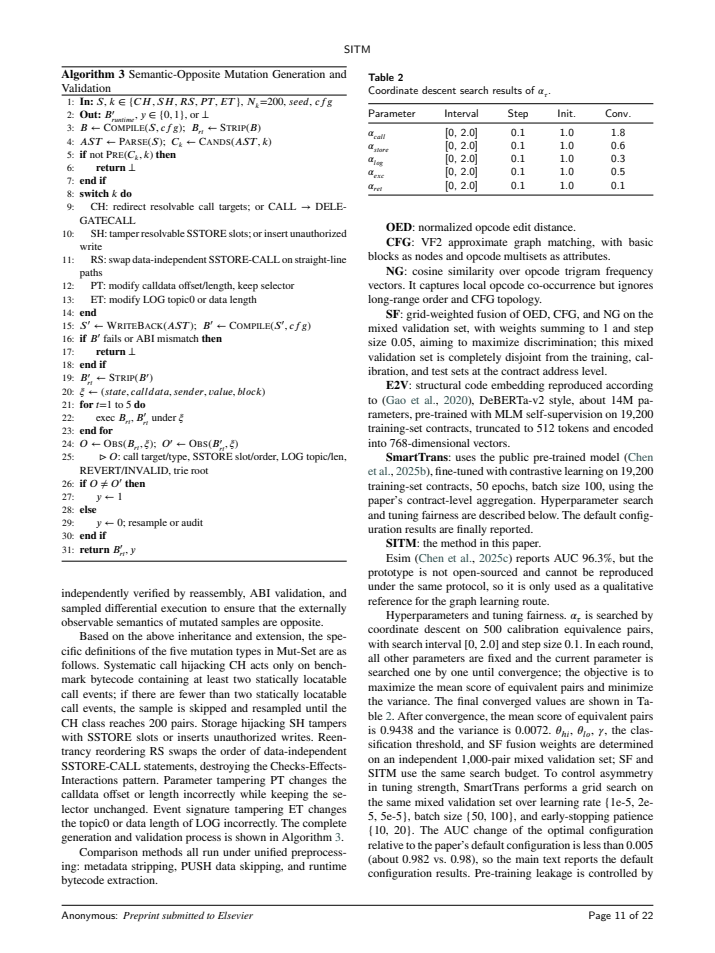 SITM
Algorithm 3 Semantic-Opposite Mutation Generation and
Validation
1: In: S, k ∈ {CH, SH, RS, PT, ET}, N_k=200, seed, cfg
2: Out: B′_runtime, y ∈ {0, 1}, or ⊥
3: B ← COMPILE(S, cfg); B_rt ← STRIP(B)
4: AST ← PARSE(S); C_k ← CANDS(AST, k)
5: if not PRE(C_k, k) then
6: return ⊥
7: end if
8: switch k do
9: CH: redirect resolvable call targets; or CALL → DELE-
GATECALL
10: SH: tamper resolvable SSTORE slots; or insert unauthorized
write
11: RS: swap data-independent SSTORE-CALL on straight-line
paths
12: PT: modify calldata offset/length, keep selector
13: ET: modify LOG topic0 or data length
14: end
15: S′ ← WRITEBACK(AST); B′ ← COMPILE(S′, cfg)
16: if B′ fails or ABI mismatch then
17: return ⊥
18: end if
19: B′_rt ← STRIP(B′)
20: ξ ← (state, calldata, sender, value, block)
21: for t=1 to 5 do
22: exec B_rt, B′_rt under ξ
23: end for
24: O ← OBS(B_rt, ξ); O′ ← OBS(B′_rt, ξ)
25: ▷ O: call target/type, SSTORE slot/order, LOG topic/len,
REVERT/INVALID, trie root
26: if O ≠ O′ then
27: y ← 1
28: else
29: y ← 0; resample or audit
30: end if
31: return B′_rt, y
independently verified by reassembly, ABI validation, and
sampled differential execution to ensure that the externally
observable semantics of mutated samples are opposite.
Based on the above inheritance and extension, the spe-
cific definitions of the five mutation types in Mut-Set are as
follows. Systematic call hijacking CH acts only on bench-
mark bytecode containing at least two statically locatable
call events; if there are fewer than two statically locatable
call events, the sample is skipped and resampled until the
CH class reaches 200 pairs. Storage hijacking SH tampers
with SSTORE slots or inserts unauthorized writes. Reen-
trancy reordering RS swaps the order of data-independent
SSTORE-CALL statements, destroying the Checks-Effects-
Interactions pattern. Parameter tampering PT changes the
calldata offset or length incorrectly while keeping the se-
lector unchanged. Event signature tampering ET changes
the topic0 or data length of LOG incorrectly. The complete
generation and validation process is shown in Algorithm 3.
Comparison methods all run under unified preprocess-
ing: metadata stripping, PUSH data skipping, and runtime
bytecode extraction.
Table 2
Coordinate descent search results of α_τ.
Parameter Interval Step Init. Conv.
α_call [0, 2.0] 0.1 1.0 1.8
α_store [0, 2.0] 0.1 1.0 0.6
α_log [0, 2.0] 0.1 1.0 0.3
α_exc [0, 2.0] 0.1 1.0 0.5
α_ret [0, 2.0] 0.1 1.0 0.1
OED: normalized opcode edit distance.
CFG: VF2 approximate graph matching, with basic
blocks as nodes and opcode multisets as attributes.
NG: cosine similarity over opcode trigram frequency
vectors. It captures local opcode co-occurrence but ignores
long-range order and CFG topology.
SF: grid-weighted fusion of OED, CFG, and NG on the
mixed validation set, with weights summing to 1 and step
size 0.05, aiming to maximize discrimination; this mixed
validation set is completely disjoint from the training, cal-
ibration, and test sets at the contract address level.
E2V: structural code embedding reproduced according
to (Gao et al., 2020), DeBERTa-v2 style, about 14M pa-
rameters, pre-trained with MLM self-supervision on 19,200
training-set contracts, truncated to 512 tokens and encoded
into 768-dimensional vectors.
SmartTrans: uses the public pre-trained model (Chen
et al., 2025b), fine-tuned with contrastive learning on 19,200
training-set contracts, 50 epochs, batch size 100, using the
paper's contract-level aggregation. Hyperparameter search
and tuning fairness are described below. The default config-
uration results are finally reported.
SITM: the method in this paper.
Esim (Chen et al., 2025c) reports AUC 96.3%, but the
prototype is not open-sourced and cannot be reproduced
under the same protocol, so it is only used as a qualitative
reference for the graph learning route.
Hyperparameters and tuning fairness. α_τ is searched by
coordinate descent on 500 calibration equivalence pairs,
with search interval [0, 2.0] and step size 0.1. In each round,
all other parameters are fixed and the current parameter is
searched one by one until convergence; the objective is to
maximize the mean score of equivalent pairs and minimize
the variance. The final converged values are shown in Ta-
ble 2. After convergence, the mean score of equivalent pairs
is 0.9438 and the variance is 0.0072. θ_hi, θ_lo, γ, the clas-
sification threshold, and SF fusion weights are determined
on an independent 1,000-pair mixed validation set; SF and
SITM use the same search budget. To control asymmetry
in tuning strength, SmartTrans performs a grid search on
the same mixed validation set over learning rate {1e-5, 2e-
5, 5e-5}, batch size {50, 100}, and early-stopping patience
{10, 20}. The AUC change of the optimal configuration
relative to the paper's default configuration is less than 0.005
(about 0.982 vs. 0.98), so the main text reports the default
configuration results. Pre-training leakage is controlled by
Anonymous: Preprint submitted to Elsevier
Page 11 of 22